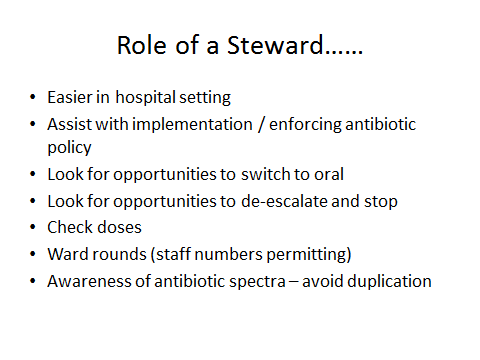 Role of a Steward……
• Easier in hospital setting
• Assist with implementation / enforcing antibiotic
policy
• Look for opportunities to switch to oral
• Look for opportunities to de-escalate and stop
• Check doses
• Ward rounds (staff numbers permitting)
• Awareness of antibiotic spectra – avoid duplication